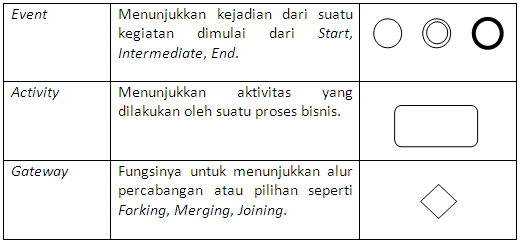 Event
Menunjukkan kejadian dari suatu
kegiatan dimulai dari Start,
Intermediate, End.
Activity
Menunjukkan aktivitas yang
dilakukan oleh suatu proses bisnis.
Gateway
Fungsinya untuk menunjukkan alur
percabangan atau pilihan seperti
Forking, Merging, Joining.